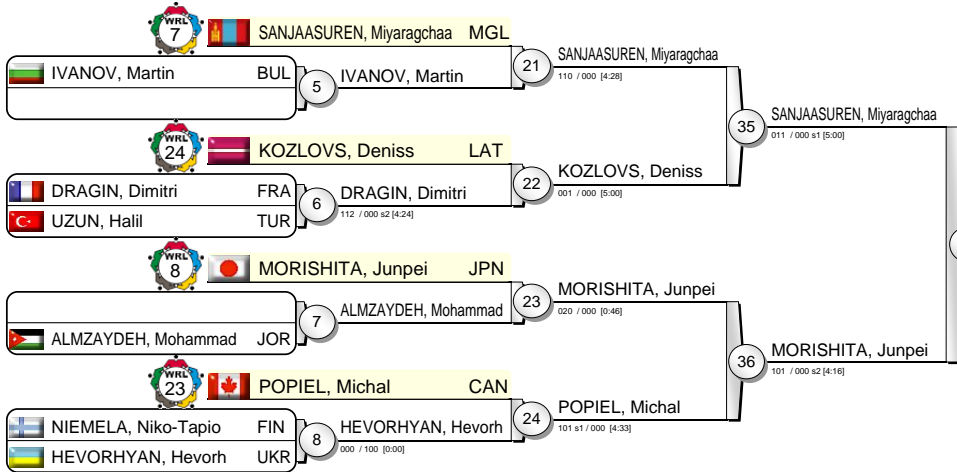 WRL 7 SANJAASUREN, Miyaragchaa MGL
IVANOV, Martin BUL
5 IVANOV, Martin
21 SANJAASUREN, Miyaragchaa
110 / 000 [4:28]
WRL 24 KOZLOVS, Deniss LAT
DRAGIN, Dimitri FRA
UZUN, Halil TUR
6 DRAGIN, Dimitri
112 / 000 s2 [4:24]
22 KOZLOVS, Deniss
001 / 000 [5:00]
35 SANJAASUREN, Miyaragchaa
011 / 000 s1 [5:00]
WRL 8 MORISHITA, Junpei JPN
ALMZAYDEH, Mohammad JOR
7 ALMZAYDEH, Mohammad
23 MORISHITA, Junpei
020 / 000 [0:46]
WRL 23 POPIEL, Michal CAN
NIEMELA, Niko-Tapio FIN
HEVORHYAN, Hevorh UKR
8 HEVORHYAN, Hevorh
000 / 100 [0:00]
24 POPIEL, Michal
101 s1 / 000 [4:33]
36 MORISHITA, Junpei
101 / 000 s2 [4:16]